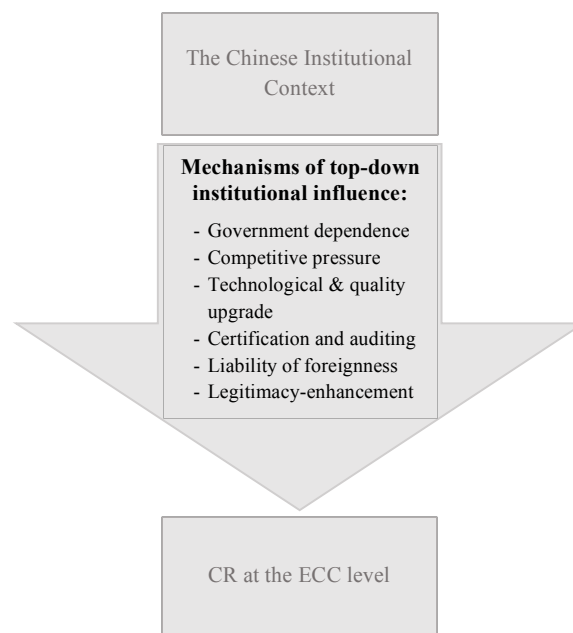 The Chinese Institutional
Context
Mechanisms of top-down
institutional influence:
- Government dependence
- Competitive pressure
- Technological & quality
upgrade
- Certification and auditing
- Liability of foreignness
- Legitimacy-enhancement
CR at the ECC level